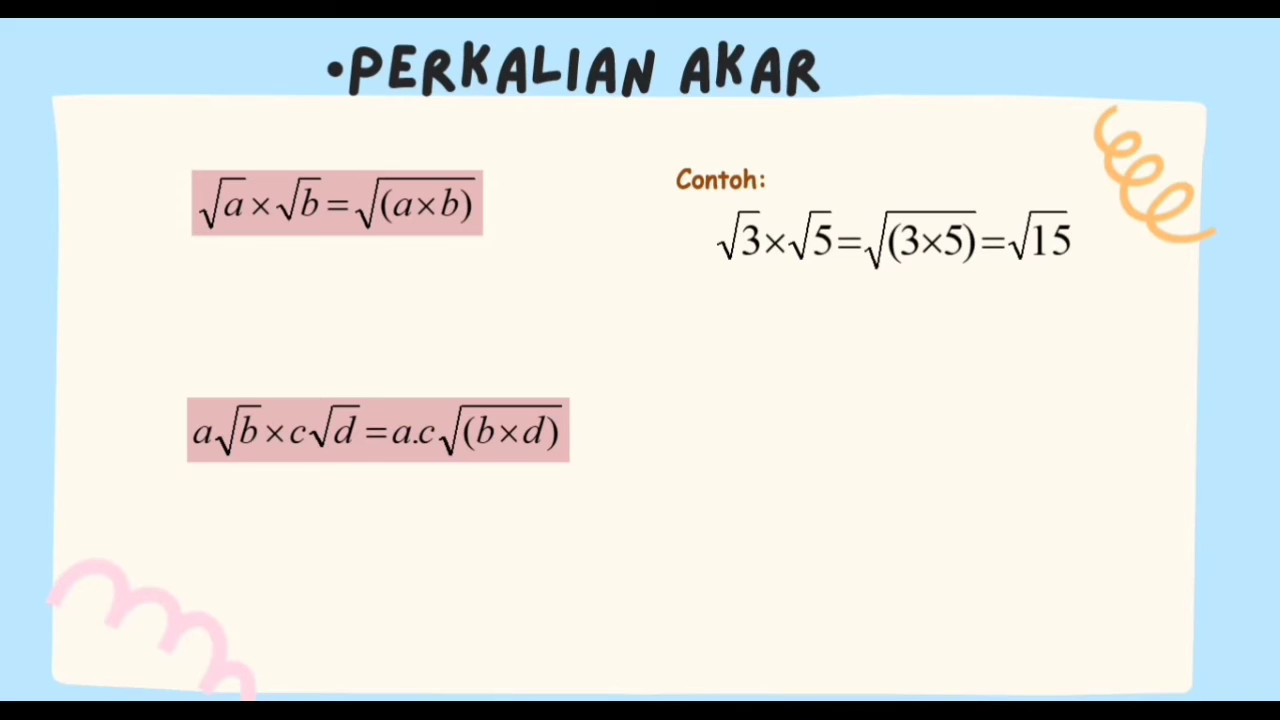 •PERKALIAN AKAR
√a × √b = √(a×b)
Contoh:
√3 × √5 = √(3×5) = √15
a√b × c√d = a.c√(b×d)